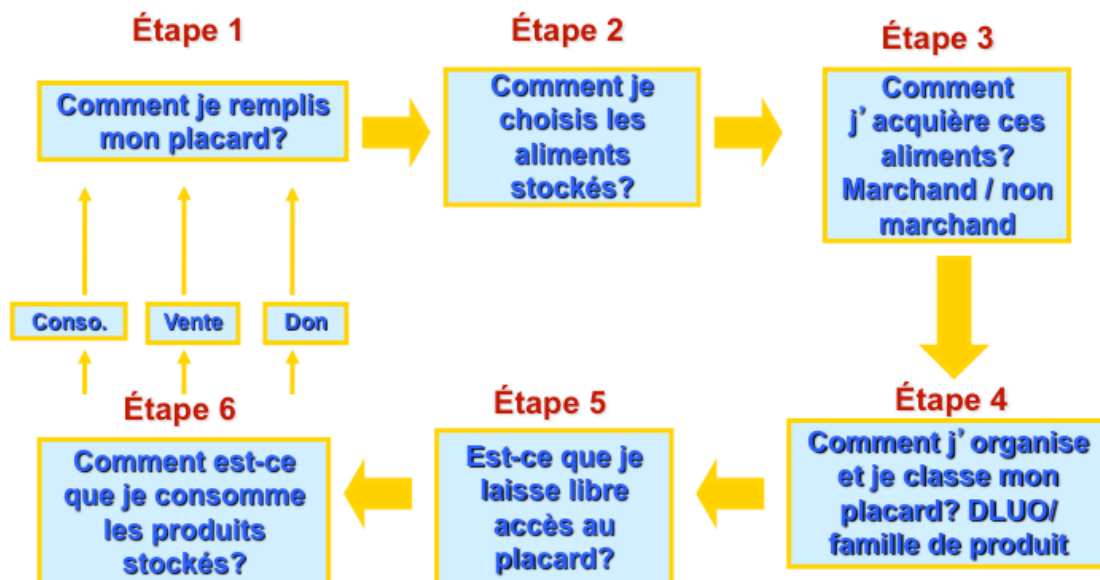 Étape 1
Comment je remplis
mon placard?
Étape 2
Comment je
choisis les
aliments
stockés?
Étape 3
Comment
j’ acquière ces
aliments?
Marchand / non
marchand
Conso.
Vente
Don
Étape 4
Comment j’ organise
et je classe mon
placard? DLUO/
famille de produit
Étape 5
Est-ce que je
laisse libre
accès au
placard?
Étape 6
Comment est-ce
que je consomme
les produits
stockés?